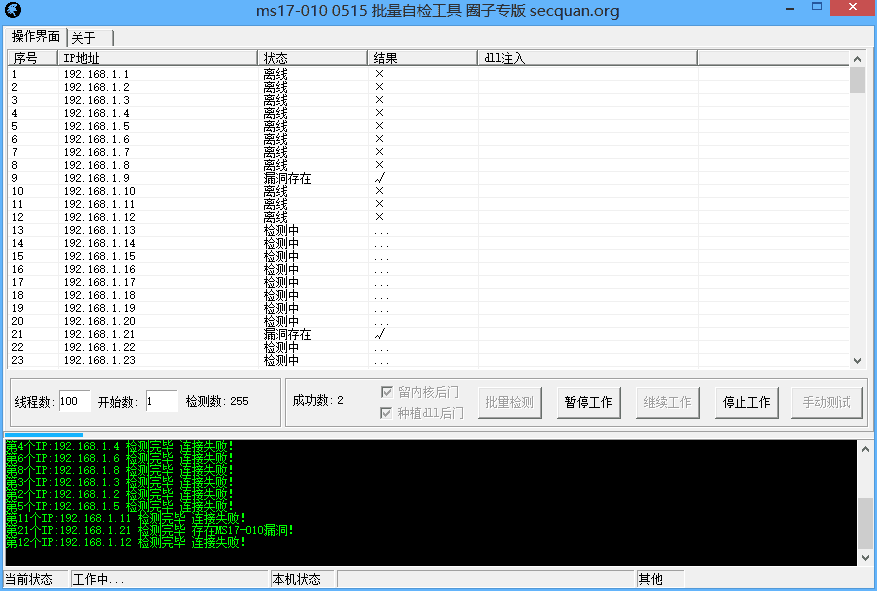 ms17-010 0515 批量自检工具 圈子专版 secquan.org
操作界面 关于
序号 IP地址 状态 结果 dll注入
1 192.168.1.1 离线 ×
2 192.168.1.2 离线 ×
3 192.168.1.3 离线 ×
4 192.168.1.4 离线 ×
5 192.168.1.5 离线 ×
6 192.168.1.6 离线 ×
7 192.168.1.7 离线 ×
8 192.168.1.8 离线 ×
9 192.168.1.9 漏洞存在 √
10 192.168.1.10 离线 ×
11 192.168.1.11 离线 ×
12 192.168.1.12 离线 ×
13 192.168.1.13 检测中 ...
14 192.168.1.14 检测中 ...
15 192.168.1.15 检测中 ...
16 192.168.1.16 检测中 ...
17 192.168.1.17 检测中 ...
18 192.168.1.18 检测中 ...
19 192.168.1.19 检测中 ...
20 192.168.1.20 检测中 ...
21 192.168.1.21 漏洞存在 √
22 192.168.1.22 检测中 ...
23 192.168.1.23 检测中 ...
线程数: 100 开始数: 1 检测数: 255
成功数: 2
留内核后门
种植dll后门
批量检测 暂停工作 继续工作 停止工作 手动测试
第4个IP:192.168.1.4 检测完毕 连接失败!
第6个IP:192.168.1.6 检测完毕 连接失败!
第8个IP:192.168.1.8 检测完毕 连接失败!
第3个IP:192.168.1.3 检测完毕 连接失败!
第2个IP:192.168.1.2 检测完毕 连接失败!
第5个IP:192.168.1.5 检测完毕 连接失败!
第11个IP:192.168.1.11 检测完毕 连接失败!
第21个IP:192.168.1.21 检测完毕 存在MS17-010漏洞!
第12个IP:192.168.1.12 检测完毕 连接失败!
当前状态 工作中... 本机状态 其他